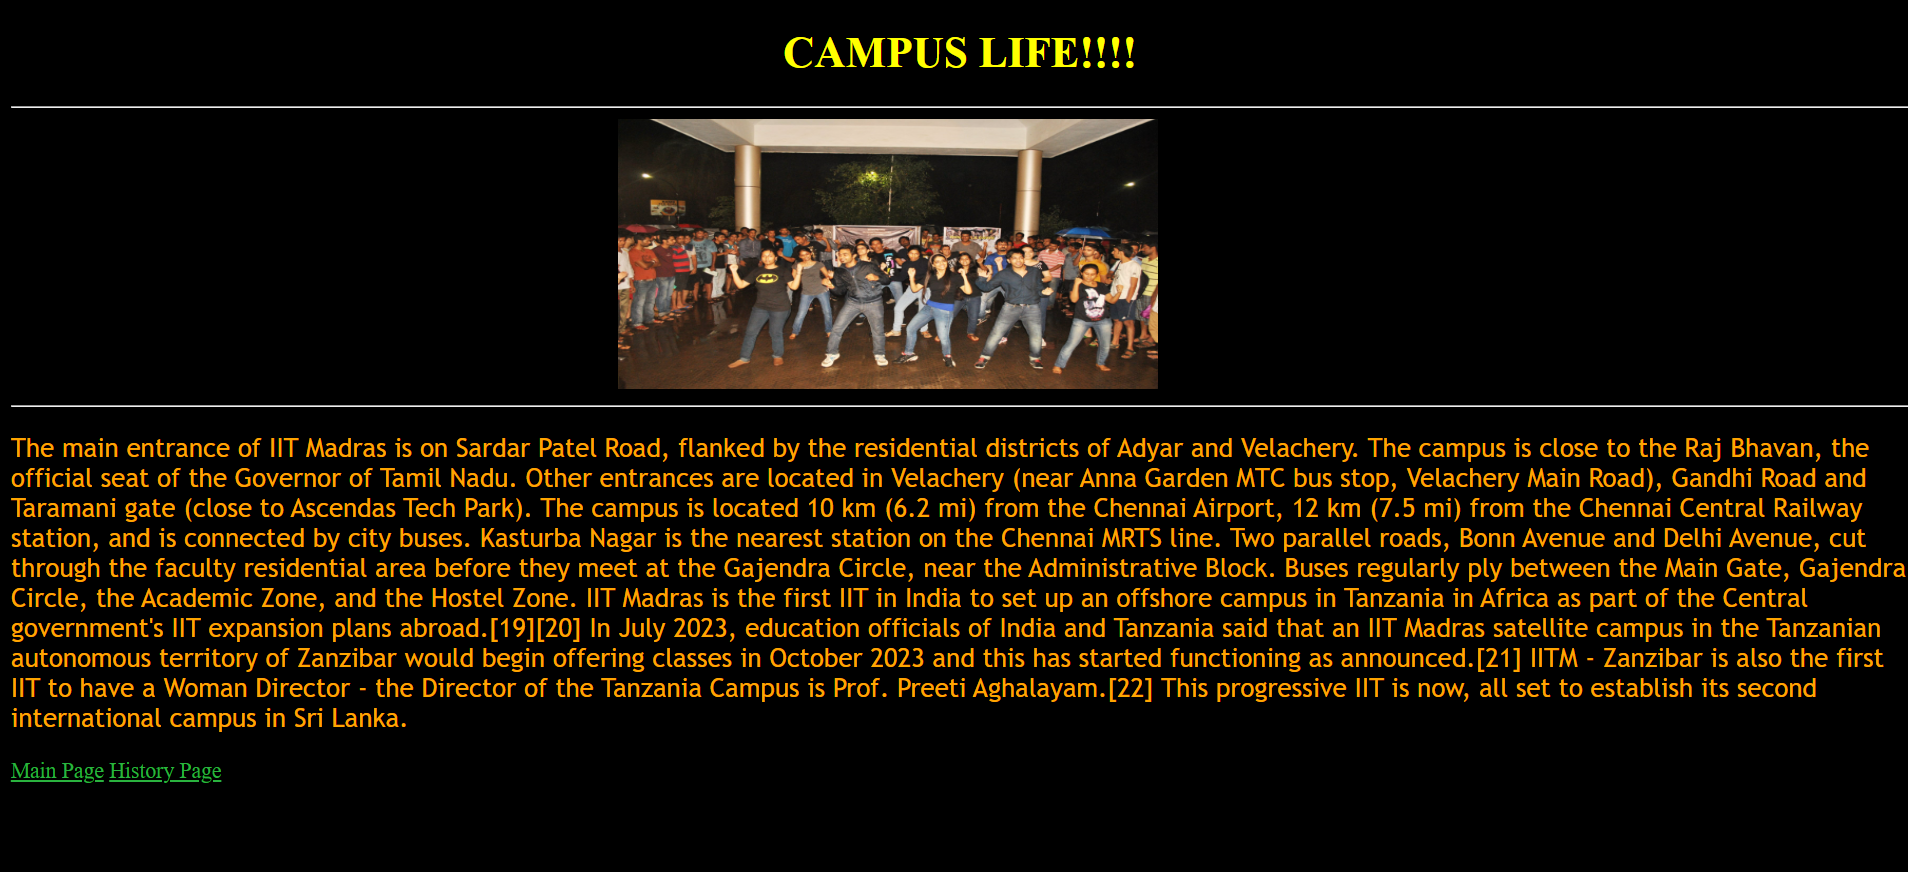 CAMPUS LIFE!!!!
The main entrance of IIT Madras is on Sardar Patel Road, flanked by the residential districts of Adyar and Velachery. The campus is close to the Raj Bhavan, the
official seat of the Governor of Tamil Nadu. Other entrances are located in Velachery (near Anna Garden MTC bus stop, Velachery Main Road), Gandhi Road and
Taramani gate (close to Ascendas Tech Park). The campus is located 10 km (6.2 mi) from the Chennai Airport, 12 km (7.5 mi) from the Chennai Central Railway
station, and is connected by city buses. Kasturba Nagar is the nearest station on the Chennai MRTS line. Two parallel roads, Bonn Avenue and Delhi Avenue, cut
through the faculty residential area before they meet at the Gajendra Circle, near the Administrative Block. Buses regularly ply between the Main Gate, Gajendra
Circle, the Academic Zone, and the Hostel Zone. IIT Madras is the first IIT in India to set up an offshore campus in Tanzania in Africa as part of the Central
government's IIT expansion plans abroad.[19][20] In July 2023, education officials of India and Tanzania said that an IIT Madras satellite campus in the Tanzanian
autonomous territory of Zanzibar would begin offering classes in October 2023 and this has started functioning as announced.[21] IITM - Zanzibar is also the first
IIT to have a Woman Director - the Director of the Tanzania Campus is Prof. Preeti Aghalayam.[22] This progressive IIT is now, all set to establish its second
international campus in Sri Lanka.
Main Page History Page